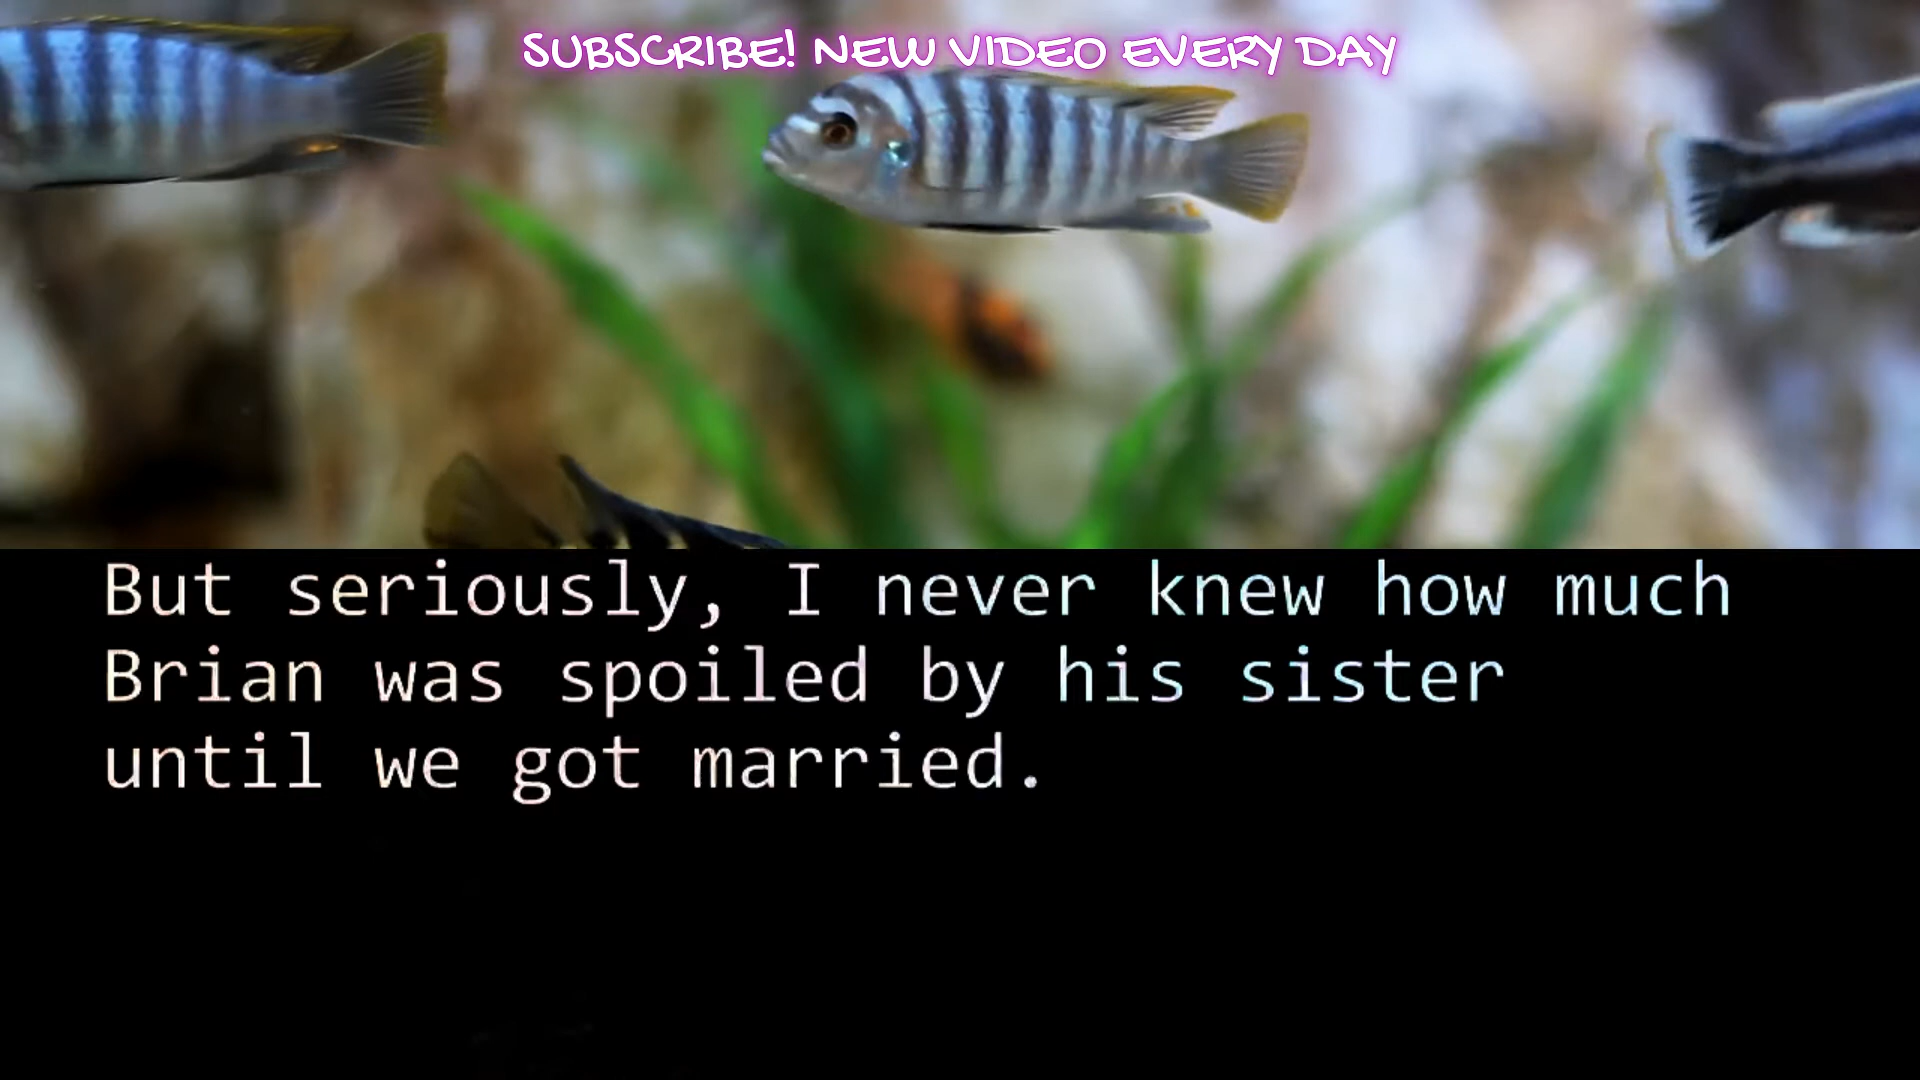 SUBSCRIBE! NEW VIDEO EVERY DAY
But seriously, I never knew how much
Brian was spoiled by his sister
until we got married.